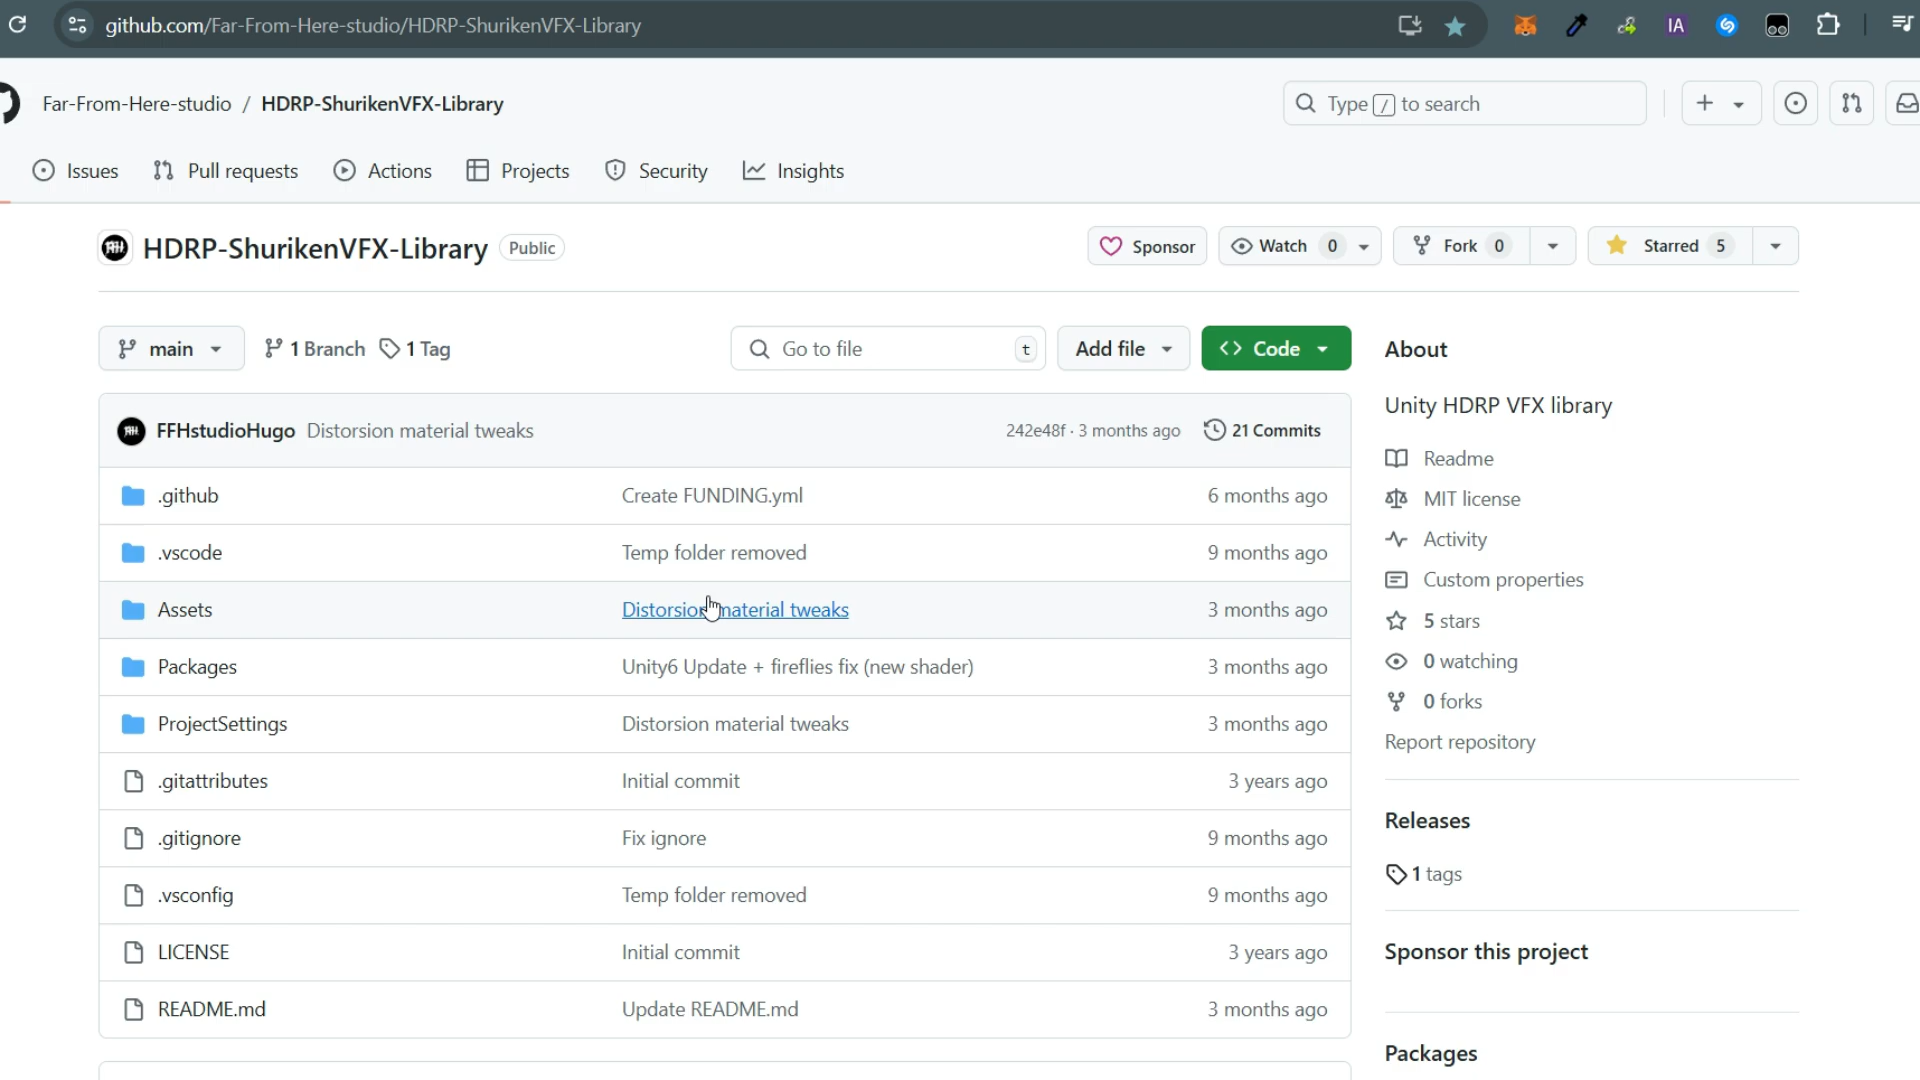 github.com/Far-From-Here-studio/HDRP-ShurikenVFX-Library
IA
Far-From-Here-studio / HDRP-ShurikenVFX-Library
Type / to search
Issues Pull requests Actions Projects Security Insights
HDRP-ShurikenVFX-Library Public
Sponsor Watch 0 Fork 0 Starred 5
main 1 Branch 1 Tag Go to file t Add file <> Code
About
Unity HDRP VFX library
FFHstudioHugo Distorsion material tweaks 242e48f · 3 months ago 21 Commits
Readme
.github Create FUNDING.yml 6 months ago
MIT license
.vscode Temp folder removed 9 months ago
Activity
Custom properties
Assets Distorsion material tweaks 3 months ago
5 stars
Packages Unity6 Update + fireflies fix (new shader) 3 months ago
0 watching
0 forks
ProjectSettings Distorsion material tweaks 3 months ago
Report repository
.gitattributes Initial commit 3 years ago
Releases
.gitignore Fix ignore 9 months ago
1 tags
.vsconfig Temp folder removed 9 months ago
LICENSE Initial commit 3 years ago
Sponsor this project
README.md Update README.md 3 months ago
Packages